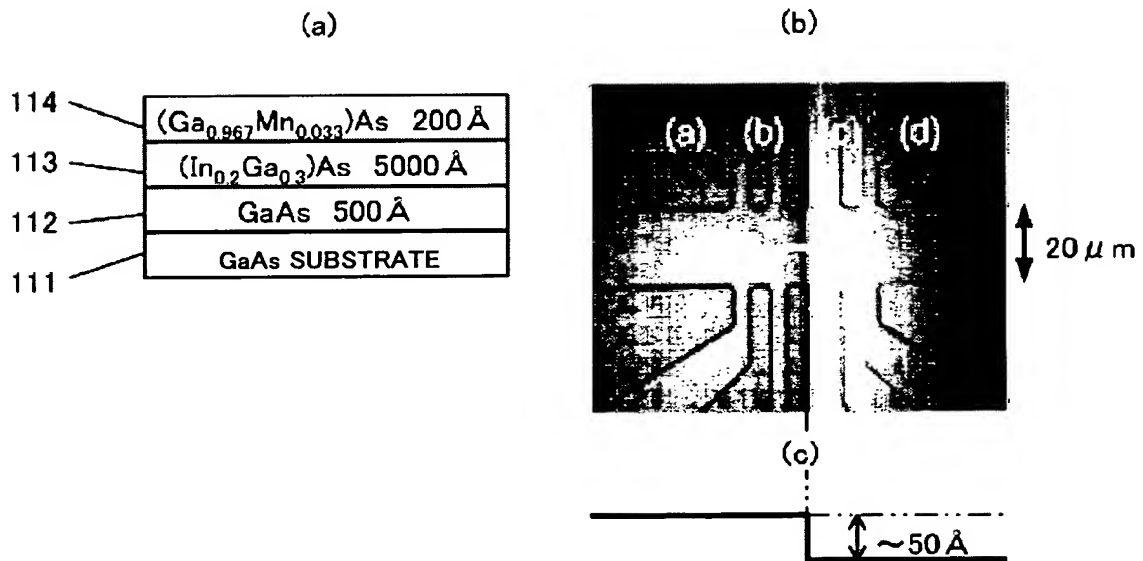 (a)
114
(Ga0.967Mn0.033)As 200 Å
113
(In0.2Ga0.3)As 5000 Å
112
GaAs 500 Å
111
GaAs SUBSTRATE
(b)
(a) (b) (c) (d)
20 μm
(c)
~50 Å